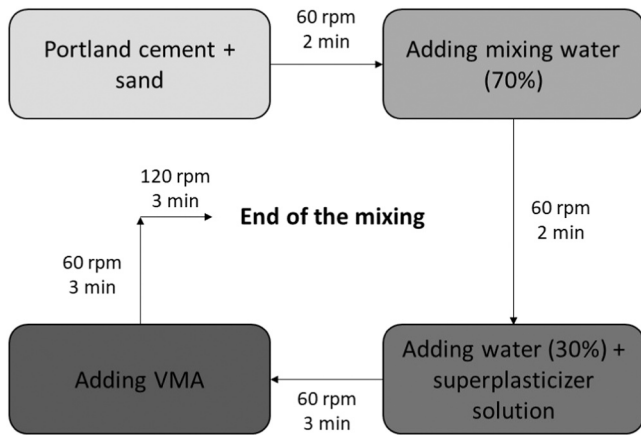 Portland cement +
sand
60 rpm
2 min
Adding mixing water
(70%)
60 rpm
2 min
Adding water (30%) +
superplasticizer
solution
60 rpm
3 min
Adding VMA
60 rpm
3 min
120 rpm
3 min
End of the mixing